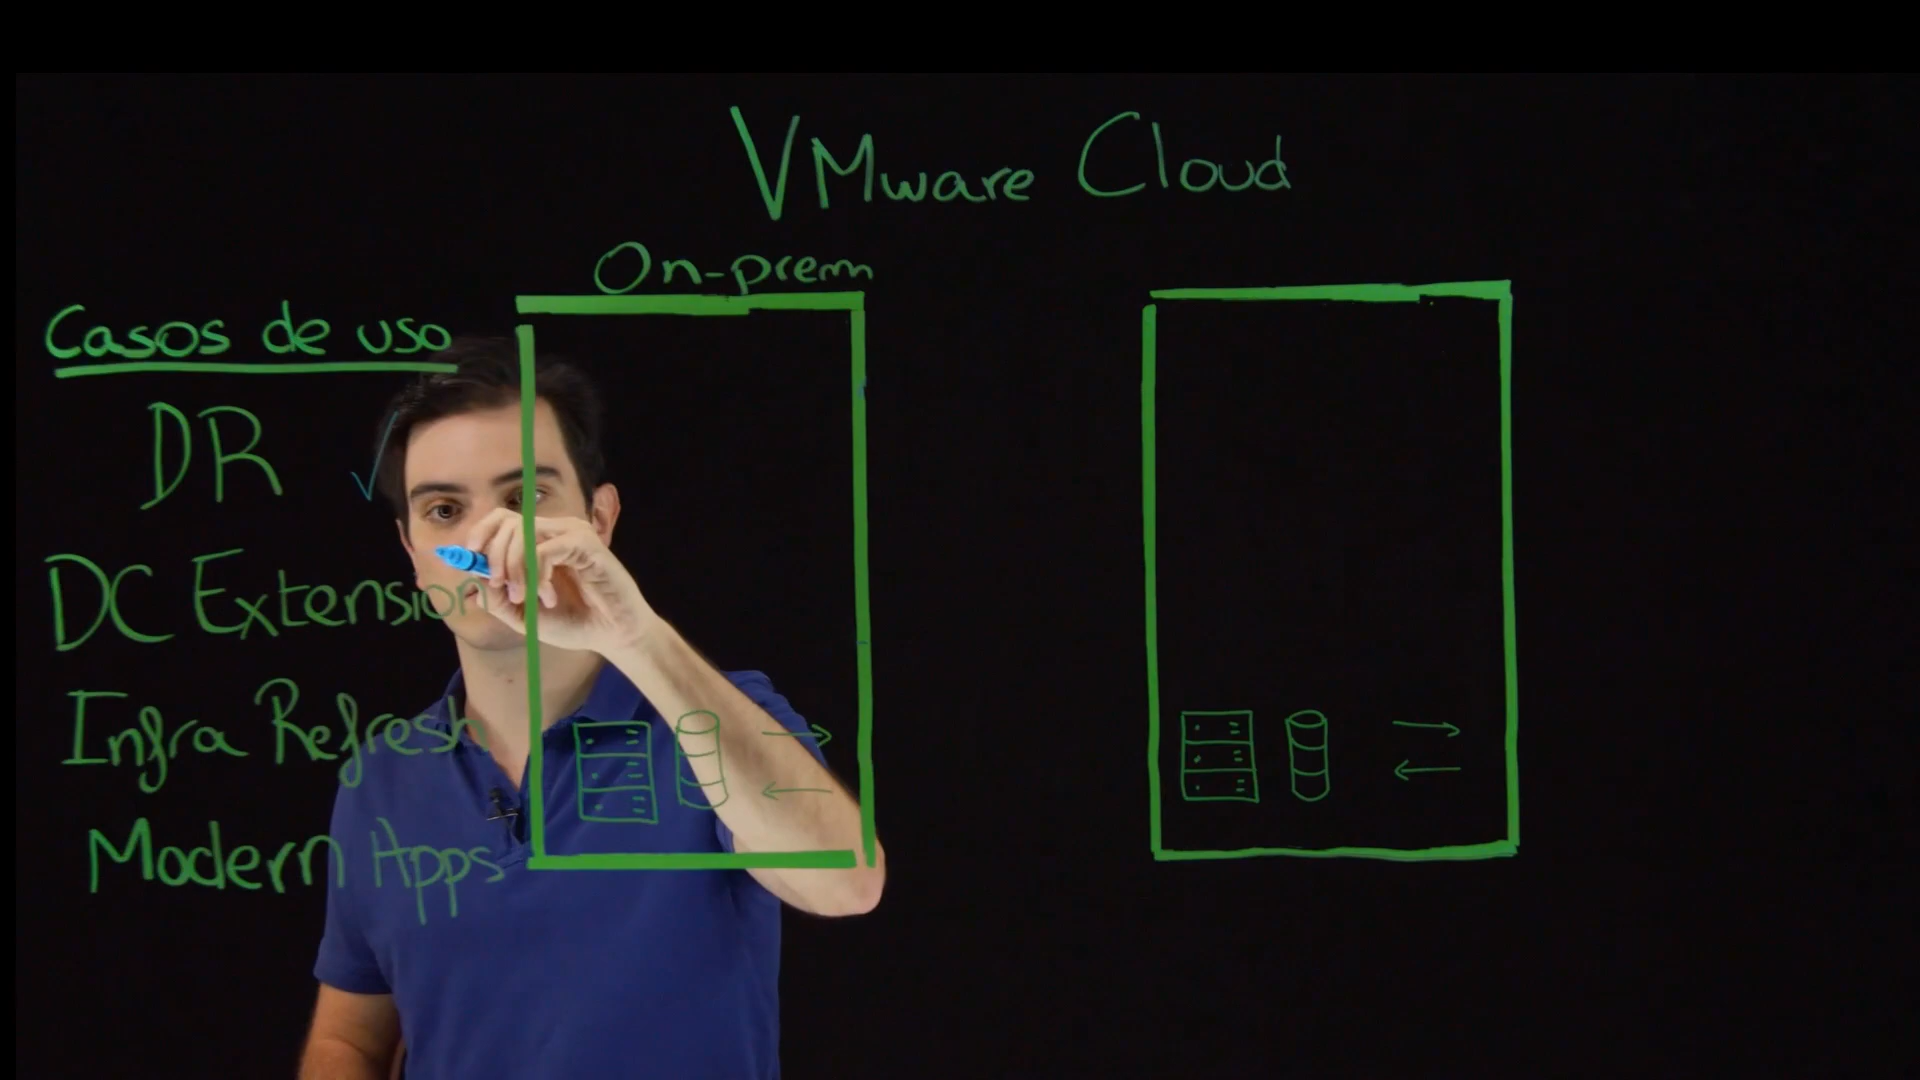 VMware Cloud
On-prem
Casos de uso
DR
DC Extension
Infra Refresh
Modern Apps